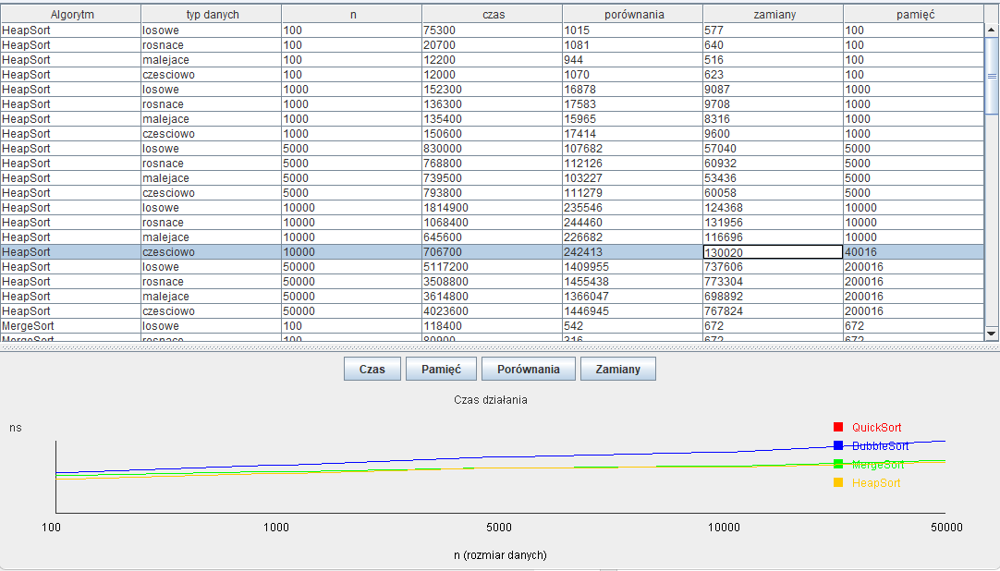 Algorytm typ danych n czas porównania zamiany pamięć
HeapSort losowe 100 75300 1015 577 100
HeapSort rosnace 100 20700 1081 640 100
HeapSort malejace 100 12200 944 516 100
HeapSort czesciowo 100 12000 1070 623 100
HeapSort losowe 1000 152300 16878 9087 1000
HeapSort rosnace 1000 136300 17583 9708 1000
HeapSort malejace 1000 135400 15965 8316 1000
HeapSort czesciowo 1000 150600 17414 9600 1000
HeapSort losowe 5000 830000 107682 57040 5000
HeapSort rosnace 5000 768800 112126 60932 5000
HeapSort malejace 5000 739500 103227 53436 5000
HeapSort czesciowo 5000 793800 111279 60058 5000
HeapSort losowe 10000 1814900 235546 124368 10000
HeapSort rosnace 10000 1068400 244460 131956 10000
HeapSort malejace 10000 645600 226682 116696 10000
HeapSort czesciowo 10000 706700 242413 130020 40016
HeapSort losowe 50000 5117200 1409955 737606 200016
HeapSort rosnace 50000 3508800 1455438 773304 200016
HeapSort malejace 50000 3614800 1366047 698892 200016
HeapSort czesciowo 50000 4023600 1446945 767824 200016
MergeSort losowe 100 118400 542 672 672
MergeSort rosnace 100 80900 316 672 672
Czas Pamięć Porównania Zamiany
Czas działania
ns
QuickSort
BubbleSort
MergeSort
HeapSort
100 1000 5000 10000 50000
n (rozmiar danych)